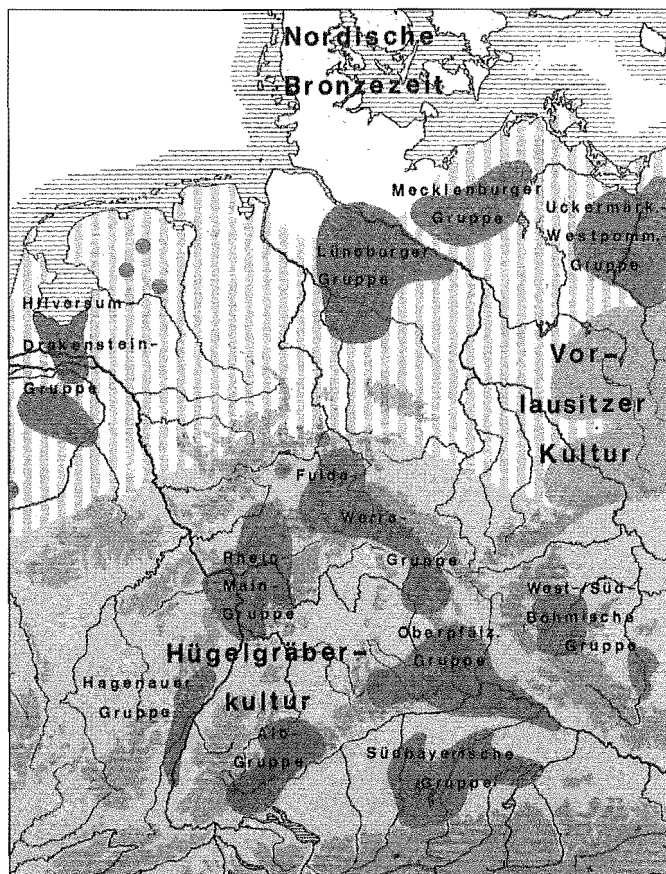 Nordische
Bronzezeit
Mecklenburger
Gruppe
Uckermärk.-
Westpomm.
Gruppe
Lüneburger
Gruppe
Hilversum-
Drakenstein-
Gruppe
Vor-
lausitzer
Kultur
Fulda-
Werra-
Gruppe
Rhein-
Main-
Gruppe
West-/Süd-
Böhmische
Gruppe
Oberpfälz.
Gruppe
Hügelgräber-
kultur
Hagenauer
Gruppe
Alb-
Gruppe
Südbayerische
Gruppe